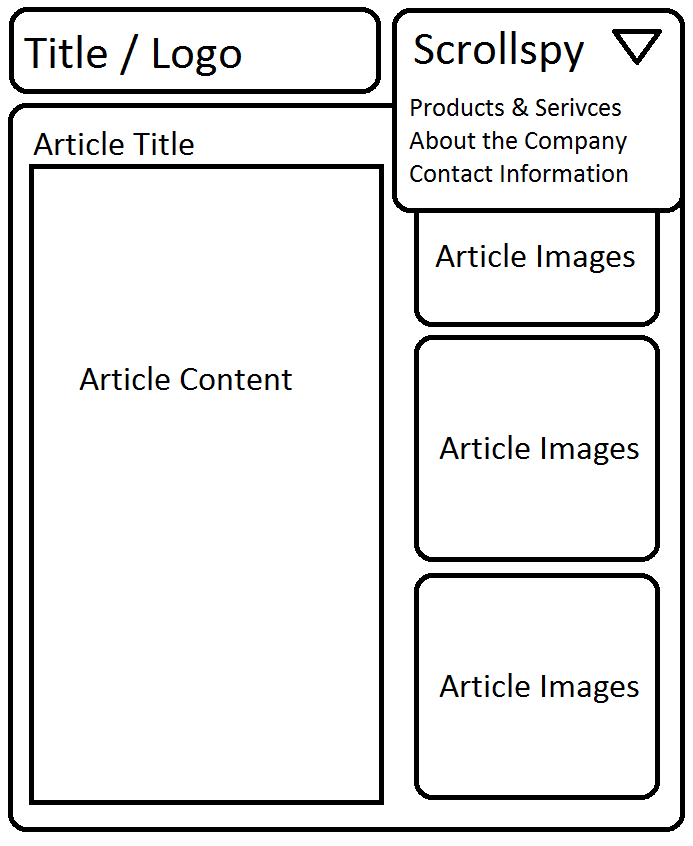 Title / Logo
Scrollspy
Products & Serivces
About the Company
Contact Information
Article Title
Article Content
Article Images
Article Images
Article Images